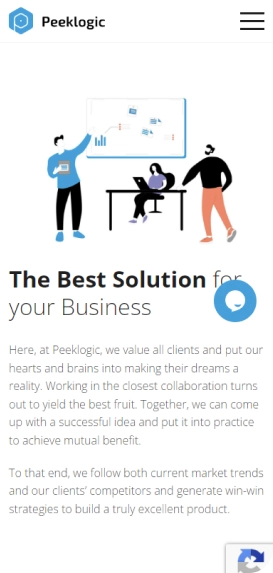 Peeklogic
The Best Solution for
your Business
Here, at Peeklogic, we value all clients and put our
hearts and brains into making their dreams a
reality. Working in the closest collaboration turns
out to yield the best fruit. Together, we can come
up with a successful idea and put it into practice
to achieve mutual benefit.
To that end, we follow both current market trends
and our clients’ competitors and generate win-win
strategies to build a truly excellent product.